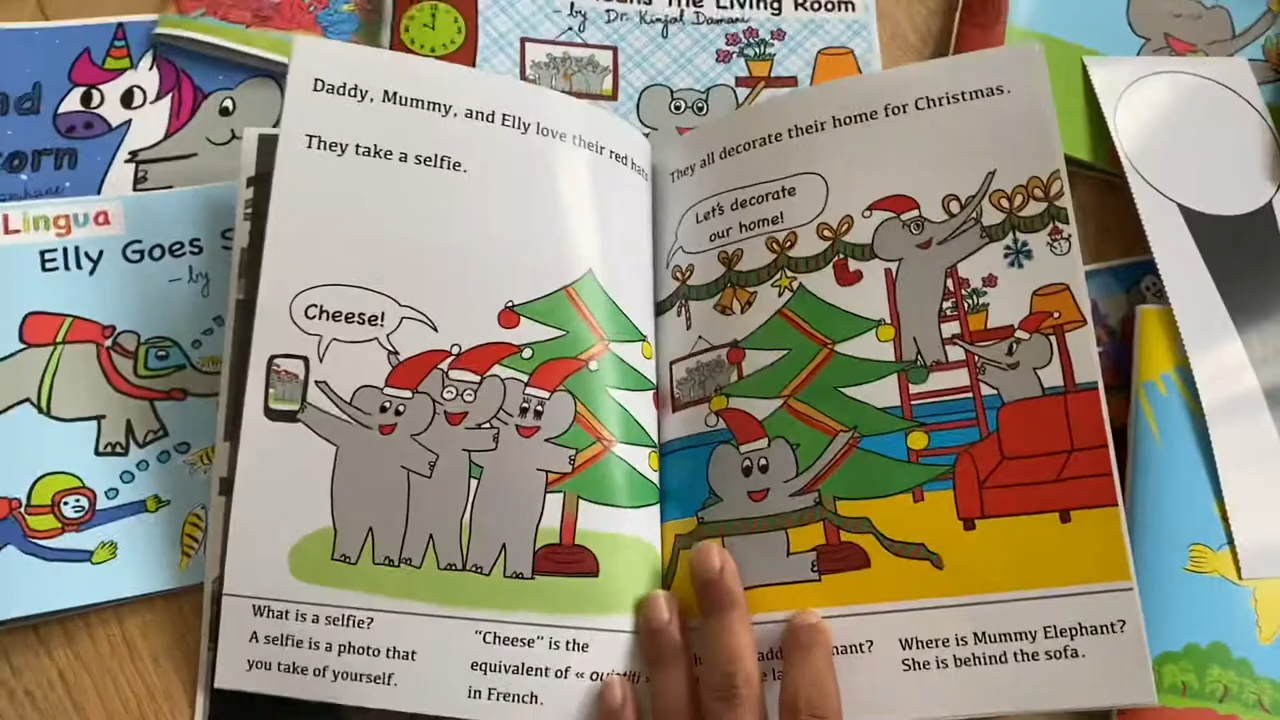 The Living Room
- by Dr. Kinjal Damani
Lingua
Elly Goes
- by
Daddy, Mummy, and Elly love their red hats
They take a selfie.
Cheese!
What is a selfie?
A selfie is a photo that
you take of yourself.
"Cheese" is the
equivalent of « ouistiti »
in French.
They all decorate their home for Christmas.
Let's decorate
our home!
Where is Mummy Elephant?
She is behind the sofa.